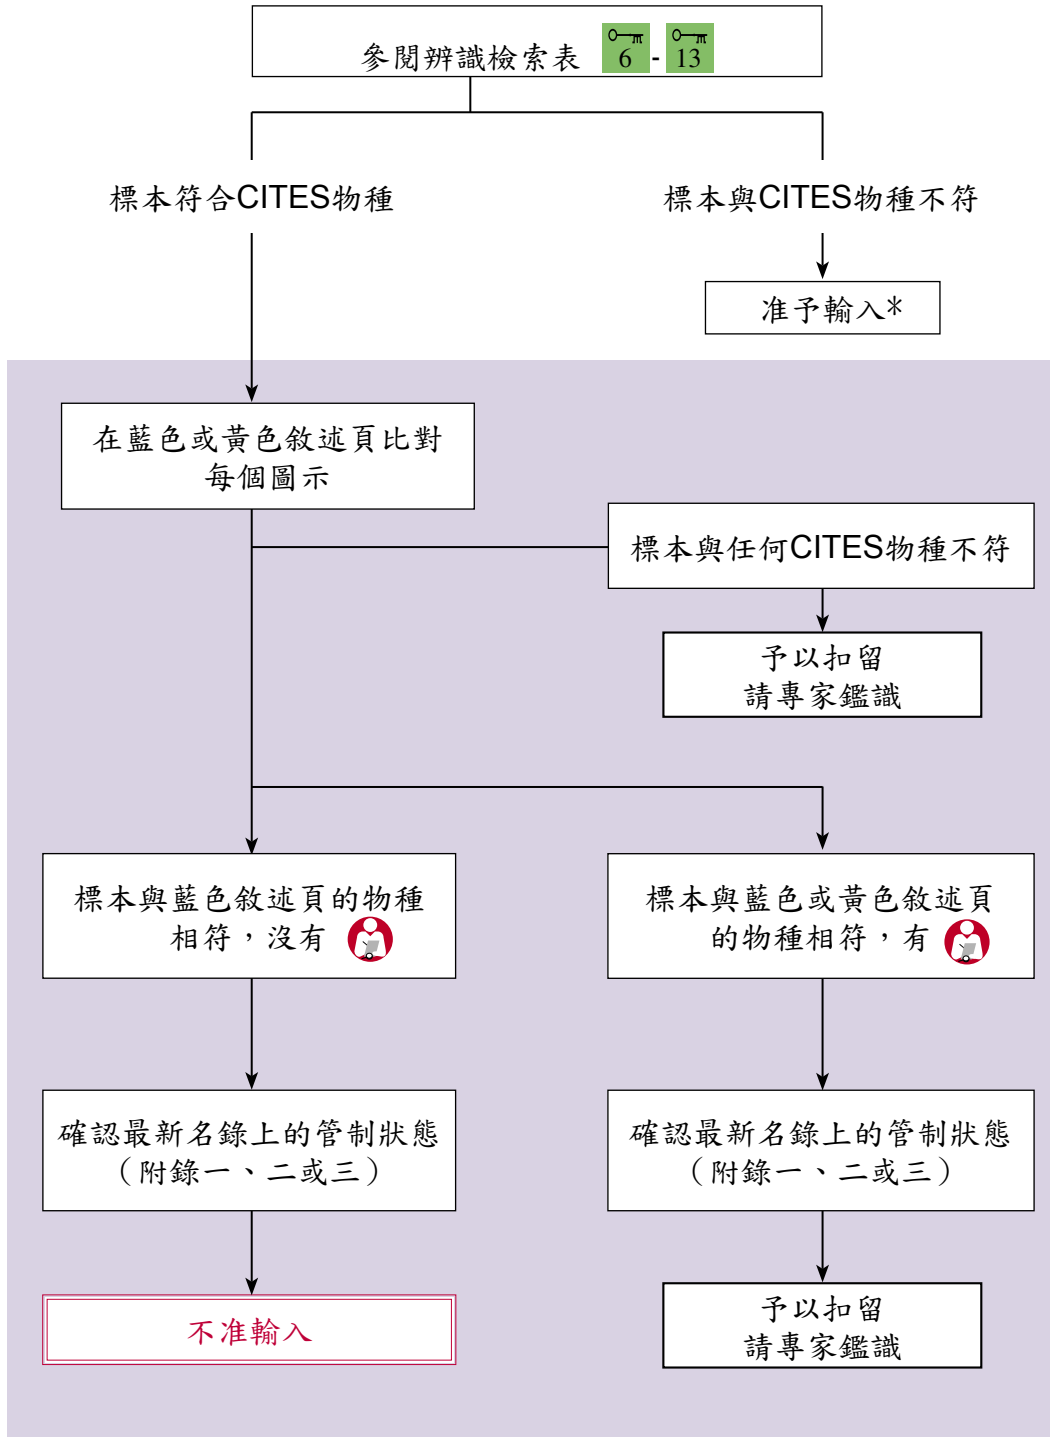 參閱辨識檢索表 6 - 13
標本符合CITES物種
標本與CITES物種不符
准予輸入*
在藍色或黃色敘述頁比對
每個圖示
標本與任何CITES物種不符
予以扣留
請專家鑑識
標本與藍色敘述頁的物種
相符，沒有
標本與藍色或黃色敘述頁
的物種相符，有
確認最新名錄上的管制狀態
（附錄一、二或三）
確認最新名錄上的管制狀態
（附錄一、二或三）
不准輸入
予以扣留
請專家鑑識